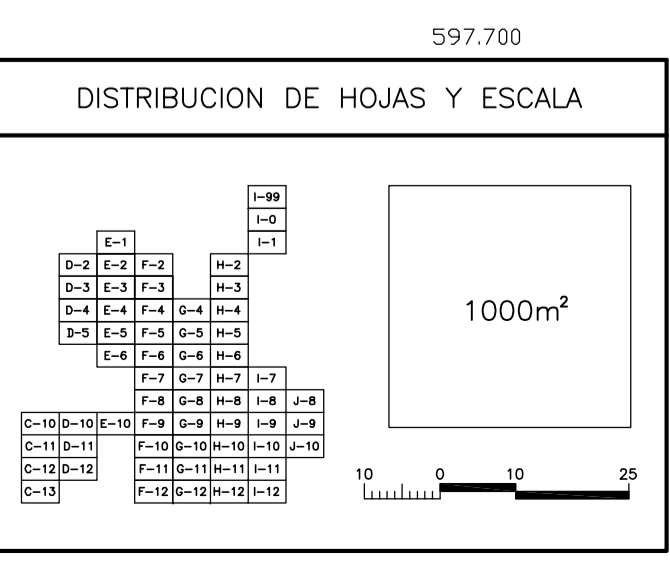 597.700
DISTRIBUCION DE HOJAS Y ESCALA
I-99
I-0
E-1 I-1
D-2 E-2 F-2 H-2
D-3 E-3 F-3 H-3
D-4 E-4 F-4 G-4 H-4
D-5 E-5 F-5 G-5 H-5
E-6 F-6 G-6 H-6
F-7 G-7 H-7 I-7
F-8 G-8 H-8 I-8 J-8
C-10 D-10 E-10 F-9 G-9 H-9 I-9 J-9
C-11 D-11 F-10 G-10 H-10 I-10 J-10
C-12 D-12 F-11 G-11 H-11 I-11
C-13 F-12 G-12 H-12 I-12
1000m²
10 0 10 25